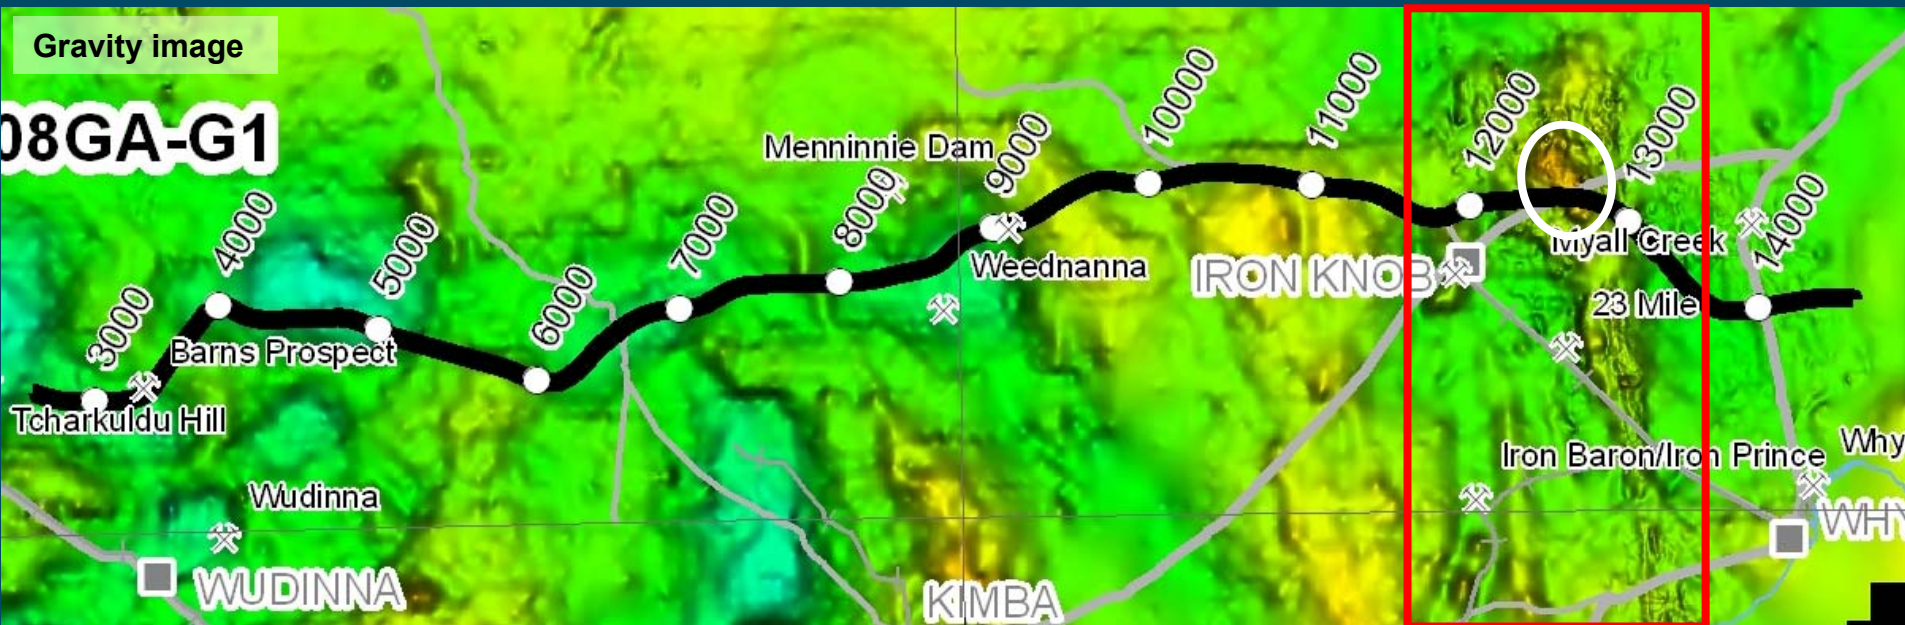 Gravity image
08GA-G1
3000
4000
5000
6000
7000
8000
9000
10000
11000
12000
13000
14000
Menninnie Dam
Weednanna
IRON KNOB
Myall Creek
23 Mile
Barns Prospect
Tcharkuldu Hill
Wudinna
WUDINNA
KIMBA
Iron Baron/Iron Prince
Why
WHY